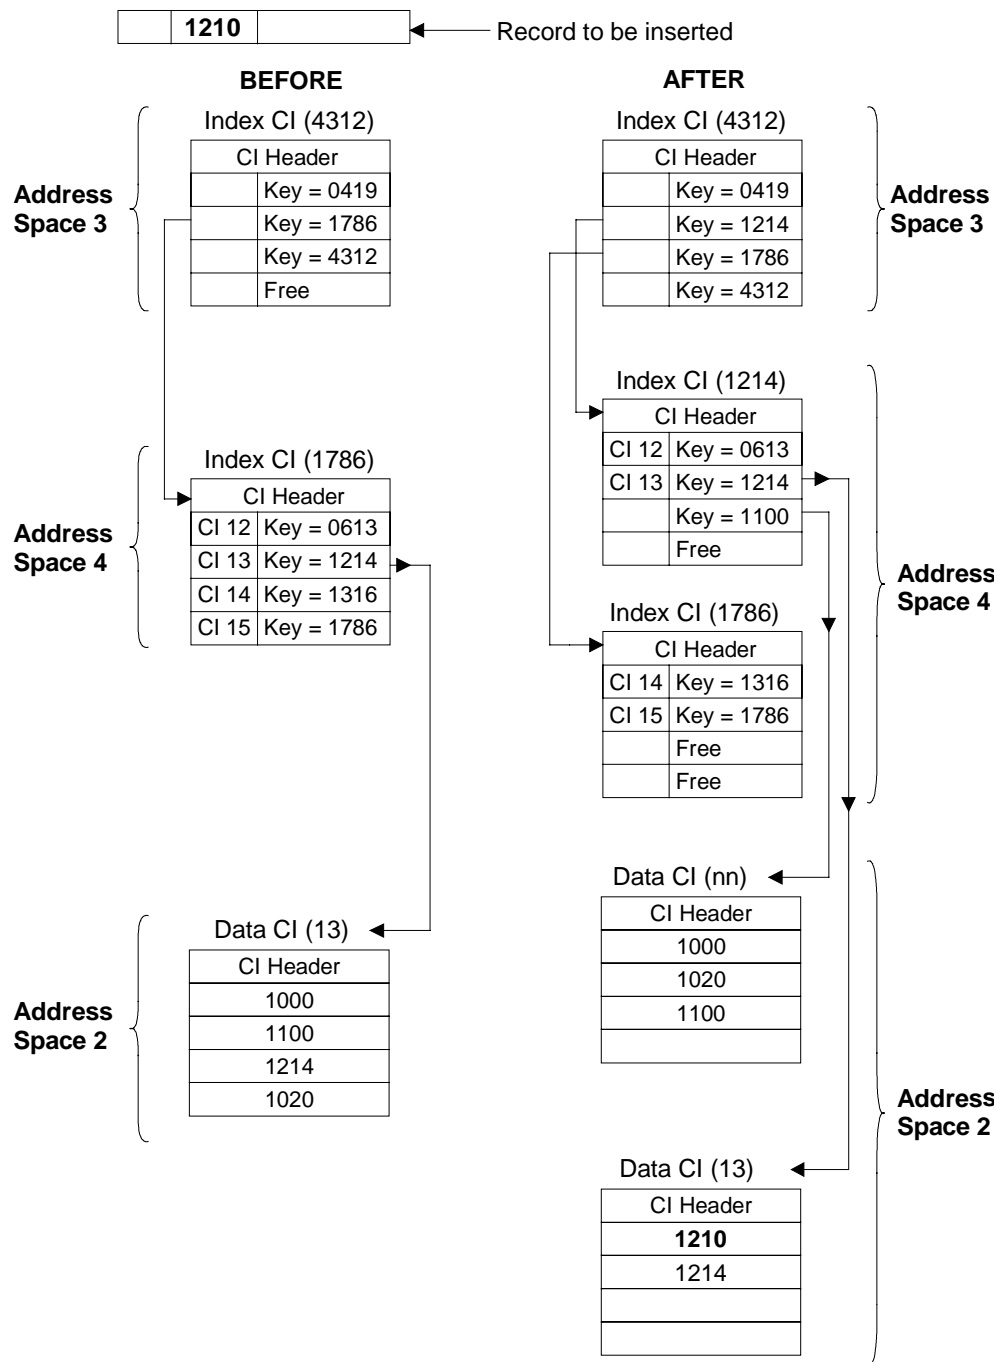 1210
Record to be inserted
BEFORE
Index CI (4312)
CI Header
Address
Space 3
Key = 0419
Key = 1786
Key = 4312
Free
Index CI (1786)
CI Header
Address
Space 4
CI 12 Key = 0613
CI 13 Key = 1214
CI 14 Key = 1316
CI 15 Key = 1786
Data CI (13)
CI Header
Address
Space 2
1000
1100
1214
1020
AFTER
Index CI (4312)
CI Header
Key = 0419
Key = 1214
Key = 1786
Key = 4312
Address
Space 3
Index CI (1214)
CI Header
CI 12 Key = 0613
CI 13 Key = 1214
Key = 1100
Free
Address
Space 4
Index CI (1786)
CI Header
CI 14 Key = 1316
CI 15 Key = 1786
Free
Free
Data CI (nn)
CI Header
1000
1020
1100
Address
Space 2
Data CI (13)
CI Header
1210
1214